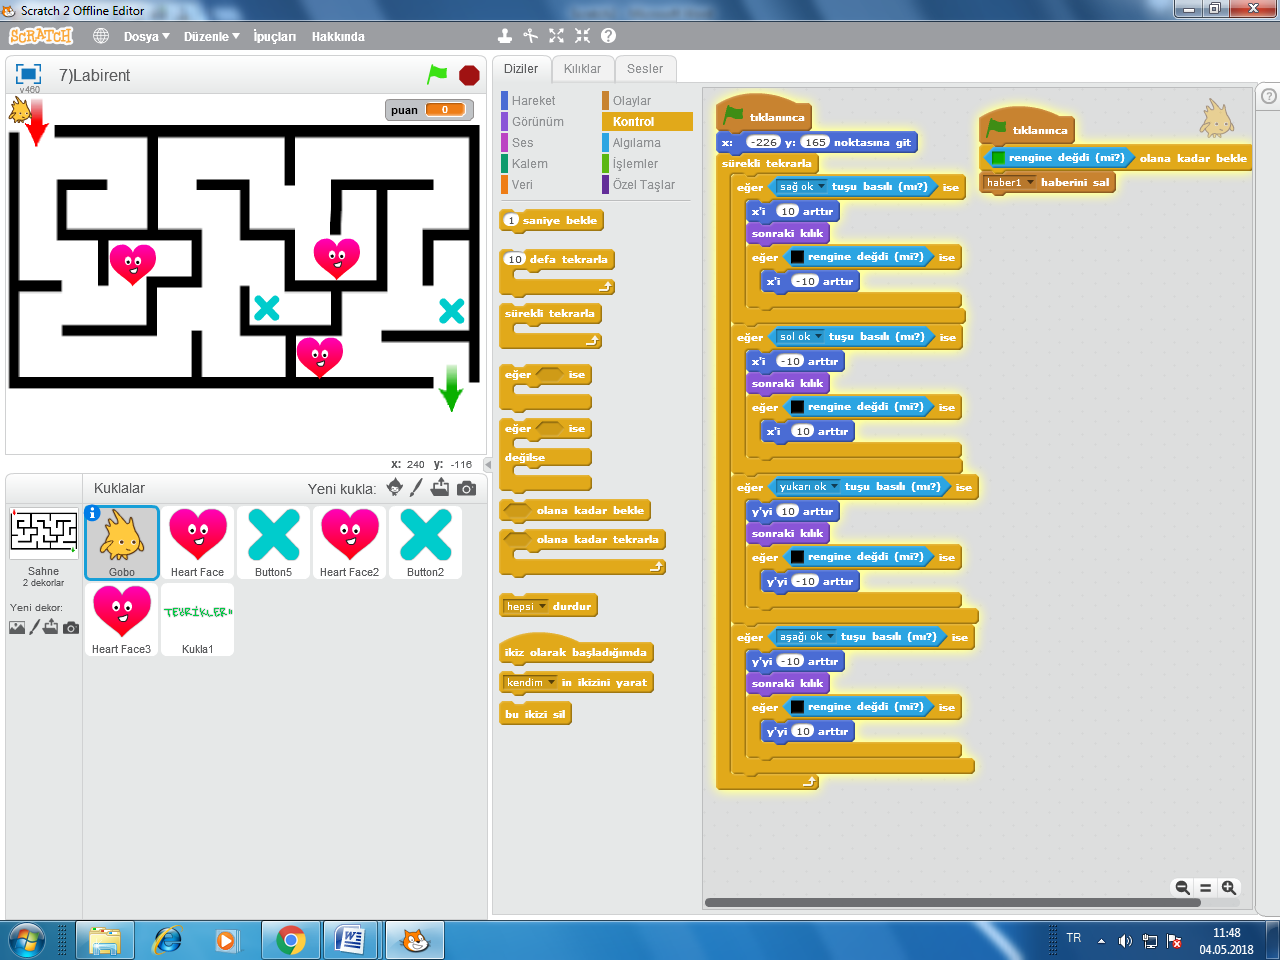 Scratch 2 Offline Editor
SCRATCH
Dosya
Düzenle
İpuçları
Hakkında
v460
7)Labirent
puan 0
x: 240 y: -116
Kuklalar
Yeni kukla:
Sahne
2 dekorlar
Yeni dekor:
Gobo
Heart Face
Button5
Heart Face2
Button2
Heart Face3
TEBRİKLER
Kukla1
Diziler
Kılıklar
Sesler
Hareket
Görünüm
Ses
Kalem
Veri
Olaylar
Kontrol
Algılama
İşlemler
Özel Taşlar
1 saniye bekle
10 defa tekrarla
sürekli tekrarla
eğer ise
eğer ise
değilse
olana kadar bekle
olana kadar tekrarla
hepsi durdur
ikiz olarak başladığımda
kendim in ikizini yarat
bu ikizi sil
tıklanınca
x: -226 y: 165 noktasına git
sürekli tekrarla
eğer sağ ok tuşu basılı (mı?) ise
x'i 10 arttır
sonraki kılık
eğer rengine değdi (mi?) ise
x'i -10 arttır
eğer sol ok tuşu basılı (mı?) ise
x'i -10 arttır
sonraki kılık
eğer rengine değdi (mi?) ise
x'i 10 arttır
eğer yukarı ok tuşu basılı (mı?) ise
y'yi 10 arttır
sonraki kılık
eğer rengine değdi (mi?) ise
y'yi -10 arttır
eğer aşağı ok tuşu basılı (mı?) ise
y'yi -10 arttır
sonraki kılık
eğer rengine değdi (mi?) ise
y'yi 10 arttır
tıklanınca
rengine değdi (mi?) olana kadar bekle
haber1 haberini sal
TR
11:48
04.05.2018